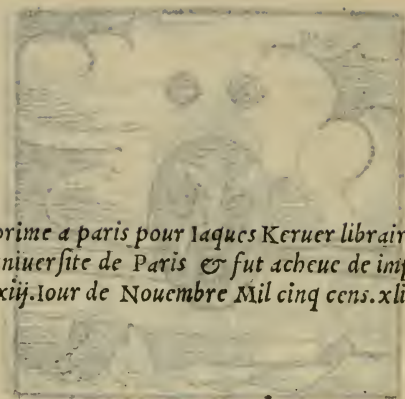 prime a paris pour Iaques Keruer librair
niuerſite de Paris & fut acheue de imp
xiij.Iour de Nouembre Mil cinq cens.xli